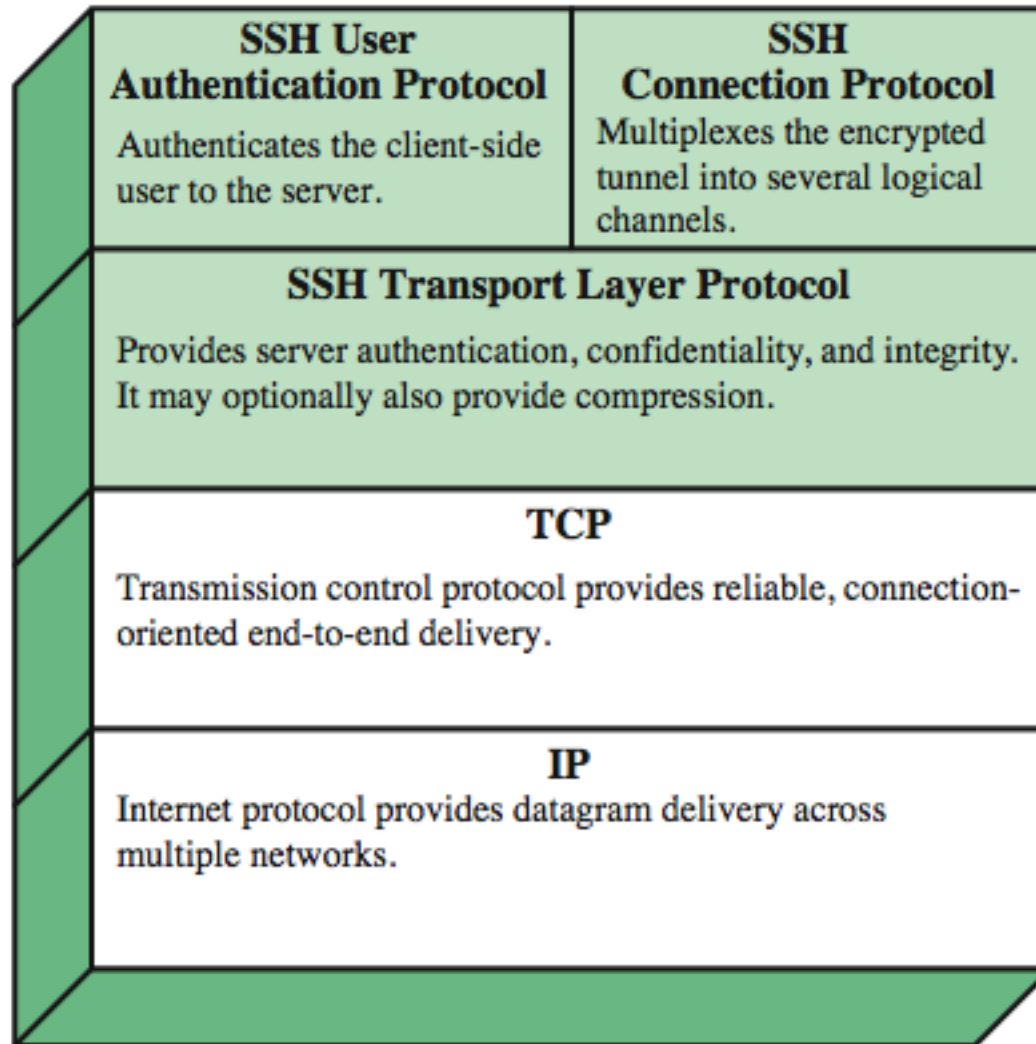 SSH User
Authentication Protocol
Authenticates the client-side
user to the server.
SSH
Connection Protocol
Multiplexes the encrypted
tunnel into several logical
channels.
SSH Transport Layer Protocol
Provides server authentication, confidentiality, and integrity.
It may optionally also provide compression.
TCP
Transmission control protocol provides reliable, connection-
oriented end-to-end delivery.
IP
Internet protocol provides datagram delivery across
multiple networks.